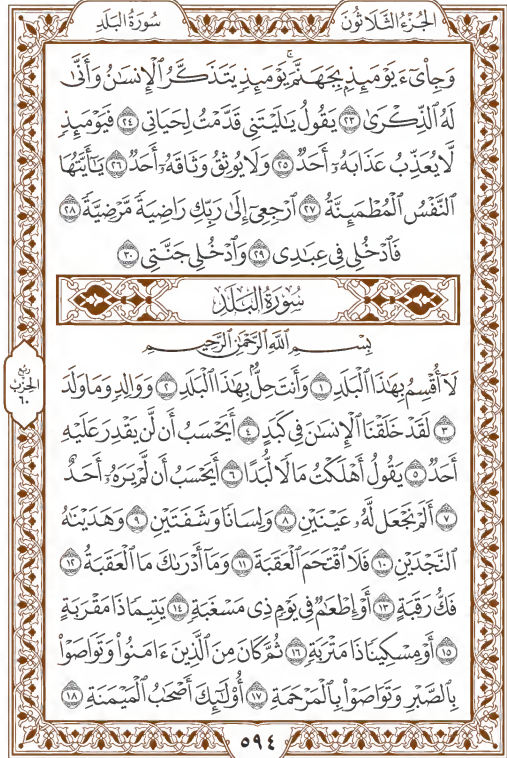 الجُزْءُ الثَّلَاثُونَ
سُورَةُ البَلَدِ
وَجِاْىٓءَ يَوْمَئِذِۭ بِجَهَنَّمَۚ يَوْمَئِذٖ يَتَذَكَّرُ ٱلْإِنسَٰنُ وَأَنَّىٰ
لَهُ ٱلذِّكْرَىٰ ٢٣ يَقُولُ يَٰلَيْتَنِى قَدَّمْتُ لِحَيَاتِى ٢٤ فَيَوْمَئِذٖ
لَّا يُعَذِّبُ عَذَابَهُۥٓ أَحَدٌ ٢٥ وَلَا يُوثِقُ وَثَاقَهُۥٓ أَحَدٌ ٢٦ يَٰٓأَيَّتُهَا
ٱلنَّفْسُ ٱلْمُطْمَئِنَّةُ ٢٧ ٱرْجِعِىٓ إِلَىٰ رَبِّكِ رَاضِيَةً مَّرْضِيَّةً ٢٨
فَٱدْخُلِى فِى عِبَٰدِى ٢٩ وَٱدْخُلِى جَنَّتِى ٣٠
سُورَةُ البَلَدِ
بِسْمِ ٱللَّهِ ٱلرَّحْمَٰنِ ٱلرَّحِيمِ
لَآ أُقْسِمُ بِهَٰذَا ٱلْبَلَدِ ١ وَأَنتَ حِلٌّۢ بِهَٰذَا ٱلْبَلَدِ ٢ وَوَالِدٍ وَمَا وَلَدَ
٣ لَقَدْ خَلَقْنَا ٱلْإِنسَٰنَ فِى كَبَدٍ ٤ أَيَحْسَبُ أَن لَّن يَقْدِرَ عَلَيْهِ
أَحَدٌ ٥ يَقُولُ أَهْلَكْتُ مَالًا لُّبَدًا ٦ أَيَحْسَبُ أَن لَّمْ يَرَهُۥٓ أَحَدٌ
٧ أَلَمْ نَجْعَل لَّهُۥ عَيْنَيْنِ ٨ وَلِسَانًا وَشَفَتَيْنِ ٩ وَهَدَيْنَٰهُ
ٱلنَّجْدَيْنِ ١٠ فَلَا ٱقْتَحَمَ ٱلْعَقَبَةَ ١١ وَمَآ أَدْرَىٰكَ مَا ٱلْعَقَبَةُ ١٢
فَكُّ رَقَبَةٍ ١٣ أَوْ إِطْعَٰمٌ فِى يَوْمٍ ذِى مَسْغَبَةٍ ١٤ يَتِيمًا ذَا مَقْرَبَةٍ
١٥ أَوْ مِسْكِينًا ذَا مَتْرَبَةٍ ١٦ ثُمَّ كَانَ مِنَ ٱلَّذِينَ ءَامَنُوا۟ وَتَوَاصَوْا۟
بِٱلصَّبْرِ وَتَوَاصَوْا۟ بِٱلْمَرْحَمَةِ ١٧ أُو۟لَٰٓئِكَ أَصْحَٰبُ ٱلْمَيْمَنَةِ ١٨
رُبع
الحِزْب
٦٠
٥٩٤